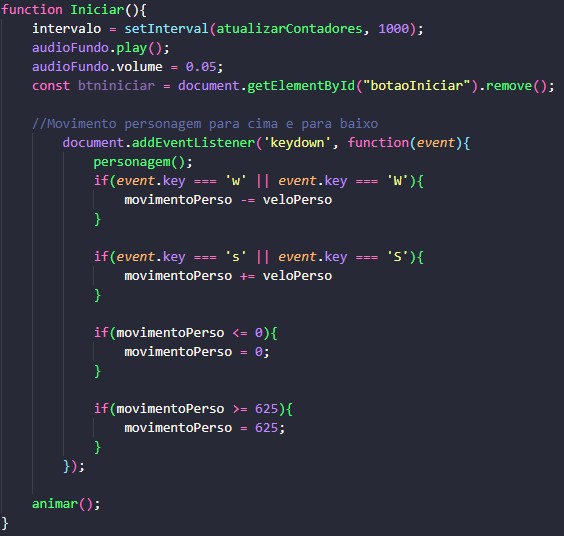 function Iniciar(){
intervalo = setInterval(atualizarContadores, 1000);
audioFundo.play();
audioFundo.volume = 0.05;
const btniniciar = document.getElementById("botaoIniciar").remove();
//Movimento personagem para cima e para baixo
document.addEventListener('keydown', function(event){
personagem();
if(event.key === 'w' || event.key === 'W'){
movimentoPerso -= veloPerso
}
if(event.key === 's' || event.key === 'S'){
movimentoPerso += veloPerso
}
if(movimentoPerso <= 0){
movimentoPerso = 0;
}
if(movimentoPerso >= 625){
movimentoPerso = 625;
}
});
animar();
}